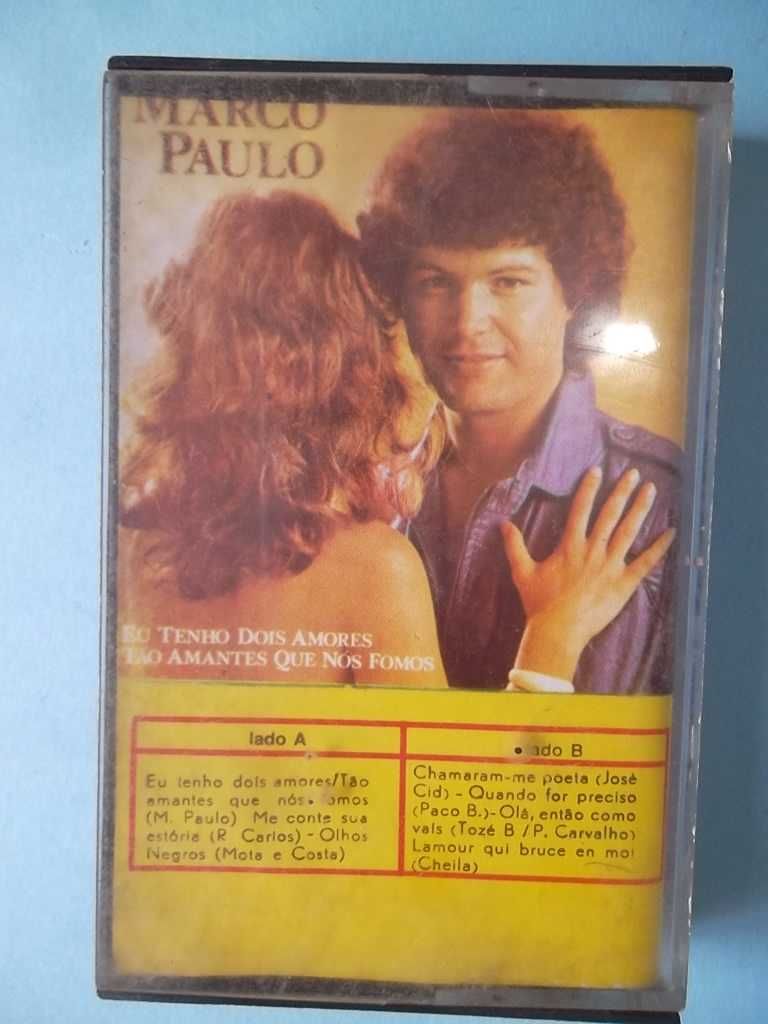 MARCO
PAULO
EU TENHO DOIS AMORES
TÃO AMANTES QUE NÓS FOMOS
lado A
Eu tenho dois amores/Tão
amantes que nós omos
(M. Paulo) Me conte sua
estória (R. Carlos) - Olhos
Negros (Mota e Costa)
ado B
Chamaram-me poeta (José
Cid) - Quando for preciso
(Paco B.) - Olá, então como
vais (Tozé B / P. Carvalho)
Lamour qui bruce en moi
(Cheila)